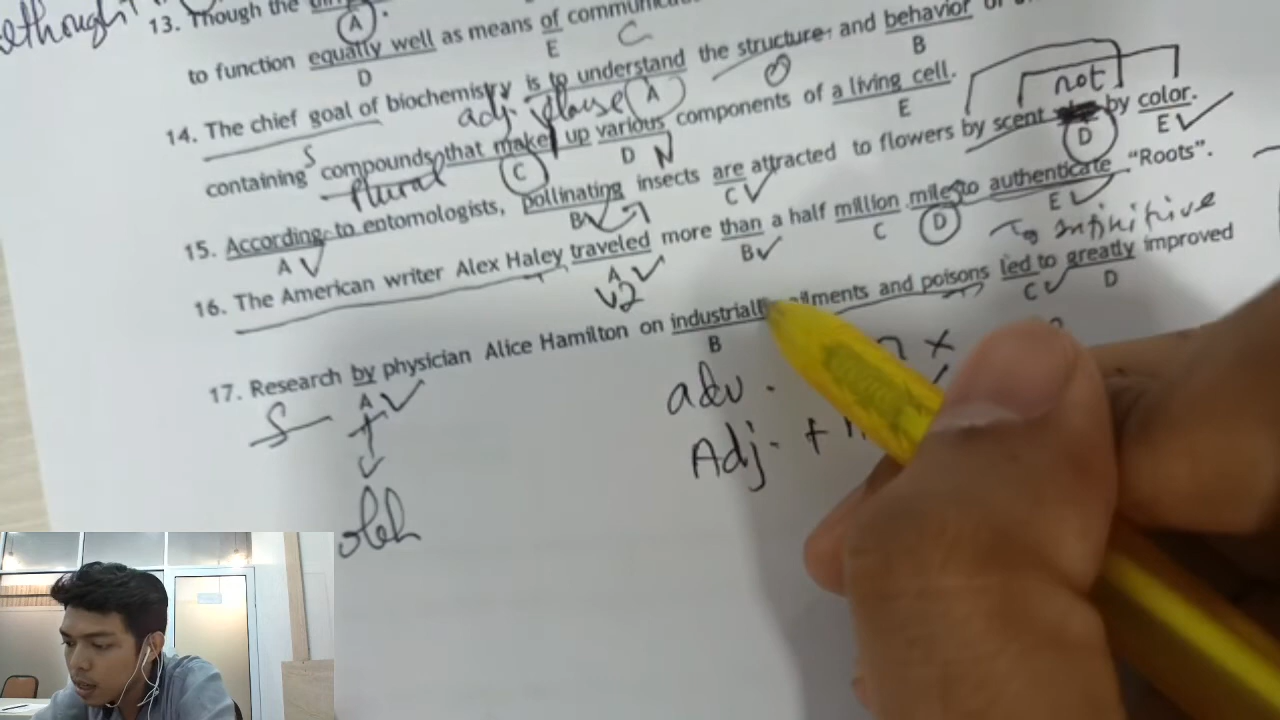 ethough
13. Though the
A
to function equally well as means of
D E C
14. The chief goal of biochemistry is to understand the structure and behavior of
S adj. A B
containing compounds that make up various components of a living cell.
plural C D N E
15. According to entomologists, pollinating insects are attracted to flowers by scent not by color.
A B C D E
16. The American writer Alex Haley traveled more than a half million miles to authenticate "Roots".
A B C D E
V2 infinitive
17. Research by physician Alice Hamilton on industrially ailments and poisons led to greatly improved
S A B C D
oleh adv.
Adj. +